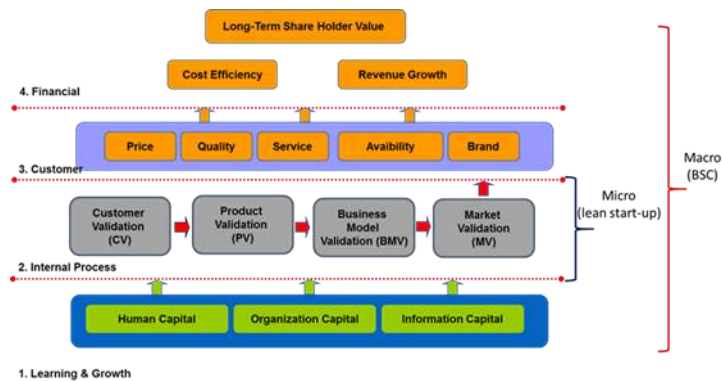 Long-Term Share Holder Value
Cost Efficiency
Revenue Growth
4. Financial
Price
Quality
Service
Avaibility
Brand
3. Customer
Macro
(BSC)
Micro
(lean start-up)
Customer
Validation
(CV)
Product
Validation
(PV)
Business
Model
Validation (BMV)
Market
Validation
(MV)
2. Internal Process
Human Capital
Organization Capital
Information Capital
1. Learning & Growth